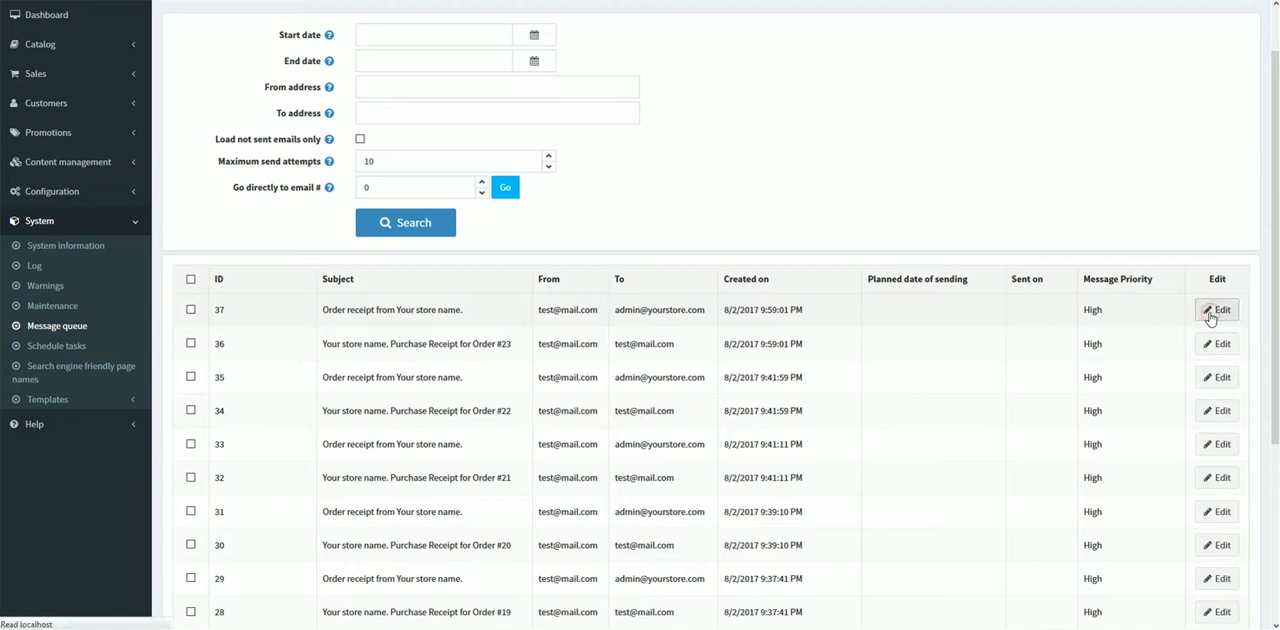 Dashboard
Catalog
Sales
Customers
Promotions
Content management
Configuration
System
System information
Log
Warnings
Maintenance
Message queue
Schedule tasks
Search engine friendly page
names
Templates
Help
Read localhost
Start date ?
End date ?
From address ?
To address ?
Load not sent emails only ?
Maximum send attempts ? 10
Go directly to email # ? 0 Go
Search
ID Subject From To Created on Planned date of sending Sent on Message Priority Edit
37 Order receipt from Your store name. test@mail.com admin@yourstore.com 8/2/2017 9:59:01 PM High Edit
36 Your store name. Purchase Receipt for Order #23 test@mail.com test@mail.com 8/2/2017 9:59:01 PM High Edit
35 Order receipt from Your store name. test@mail.com admin@yourstore.com 8/2/2017 9:41:59 PM High Edit
34 Your store name. Purchase Receipt for Order #22 test@mail.com test@mail.com 8/2/2017 9:41:59 PM High Edit
33 Order receipt from Your store name. test@mail.com admin@yourstore.com 8/2/2017 9:41:11 PM High Edit
32 Your store name. Purchase Receipt for Order #21 test@mail.com test@mail.com 8/2/2017 9:41:11 PM High Edit
31 Order receipt from Your store name. test@mail.com admin@yourstore.com 8/2/2017 9:39:10 PM High Edit
30 Your store name. Purchase Receipt for Order #20 test@mail.com test@mail.com 8/2/2017 9:39:10 PM High Edit
29 Order receipt from Your store name. test@mail.com admin@yourstore.com 8/2/2017 9:37:41 PM High Edit
28 Your store name. Purchase Receipt for Order #19 test@mail.com test@mail.com 8/2/2017 9:37:41 PM High Edit